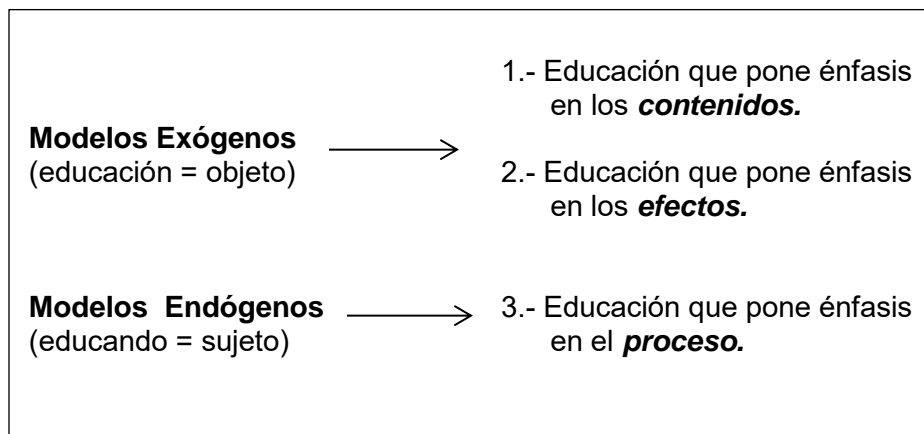 1.- Educación que pone énfasis
en los contenidos.
Modelos Exógenos
(educación = objeto)
2.- Educación que pone énfasis
en los efectos.
Modelos Endógenos
(educando = sujeto)
3.- Educación que pone énfasis
en el proceso.